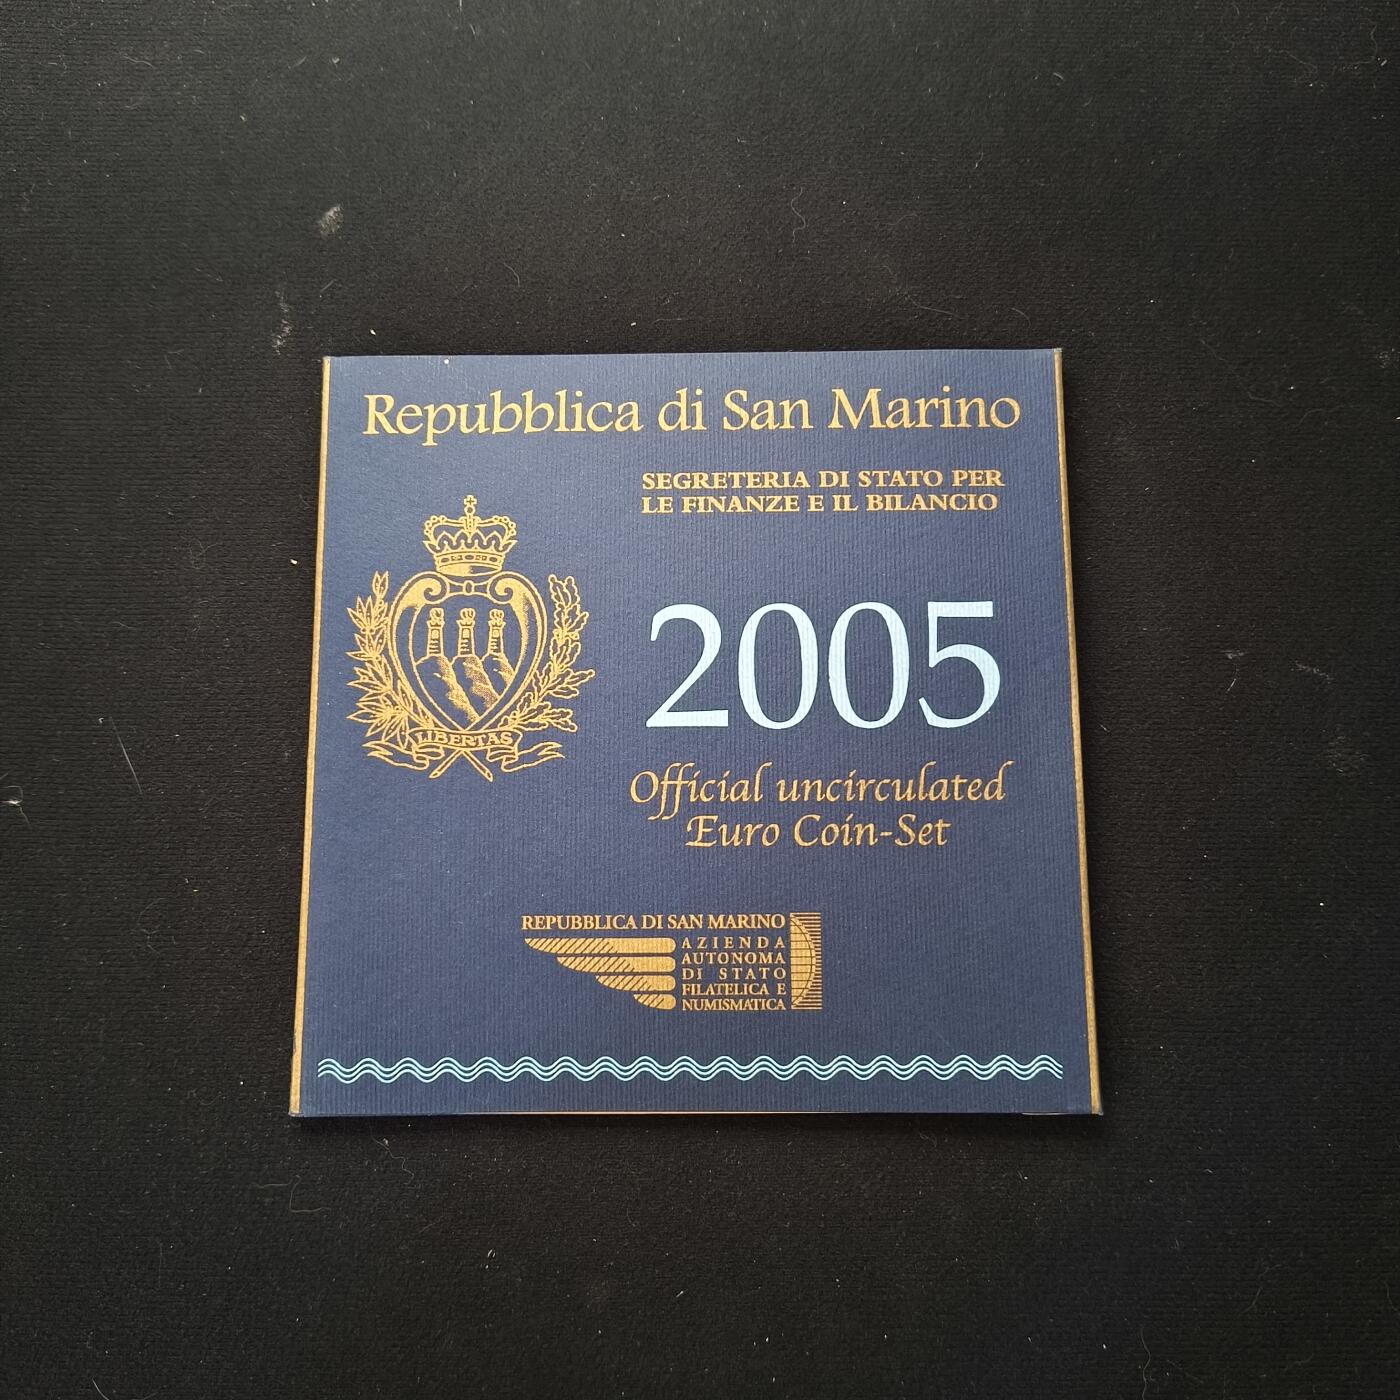 Repubblica di San Marino
SEGRETERIA DI STATO PER
LE FINANZE E IL BILANCIO
LIBERTAS
2005
Official uncirculated
Euro Coin-Set
REPUBBLICA DI SAN MARINO
AZIENDA
AUTONOMA
DI STATO
FILATELICA E
NUMISMATICA